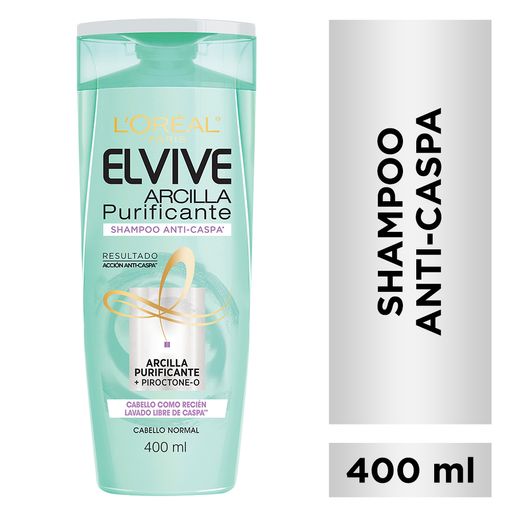 L'ORÉAL
PARIS
ELVIVE
ARCILLA
Purificante
SHAMPOO ANTI-CASPA*
RESULTADO
ACCIÓN ANTI-CASPA*
ARCILLA
PURIFICANTE
+ PIROCTONE-O
CABELLO COMO RECIÉN
LAVADO LIBRE DE CASPA**
CABELLO NORMAL
400 ml
SHAMPOO
ANTI-CASPA
400 ml